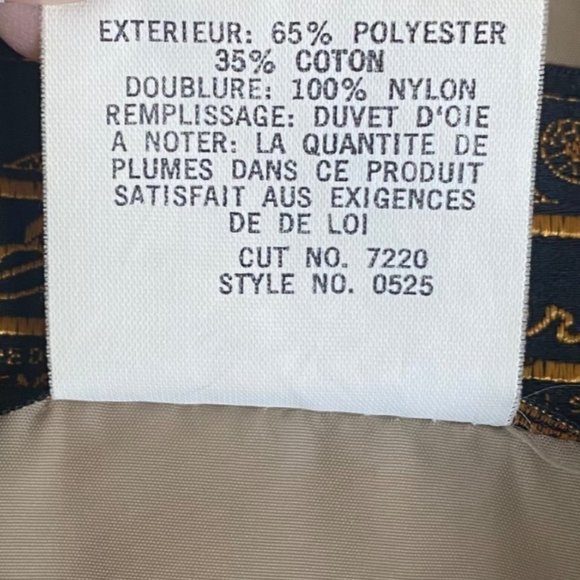 EXTERIEUR: 65% POLYESTER
35% COTON
DOUBLURE: 100% NYLON
REMPLISSAGE: DUVET D'OIE
A NOTER: LA QUANTITE DE
PLUMES DANS CE PRODUIT
SATISFAIT AUS EXIGENCES
DE DE LOI
CUT NO. 7220
STYLE NO. 0525